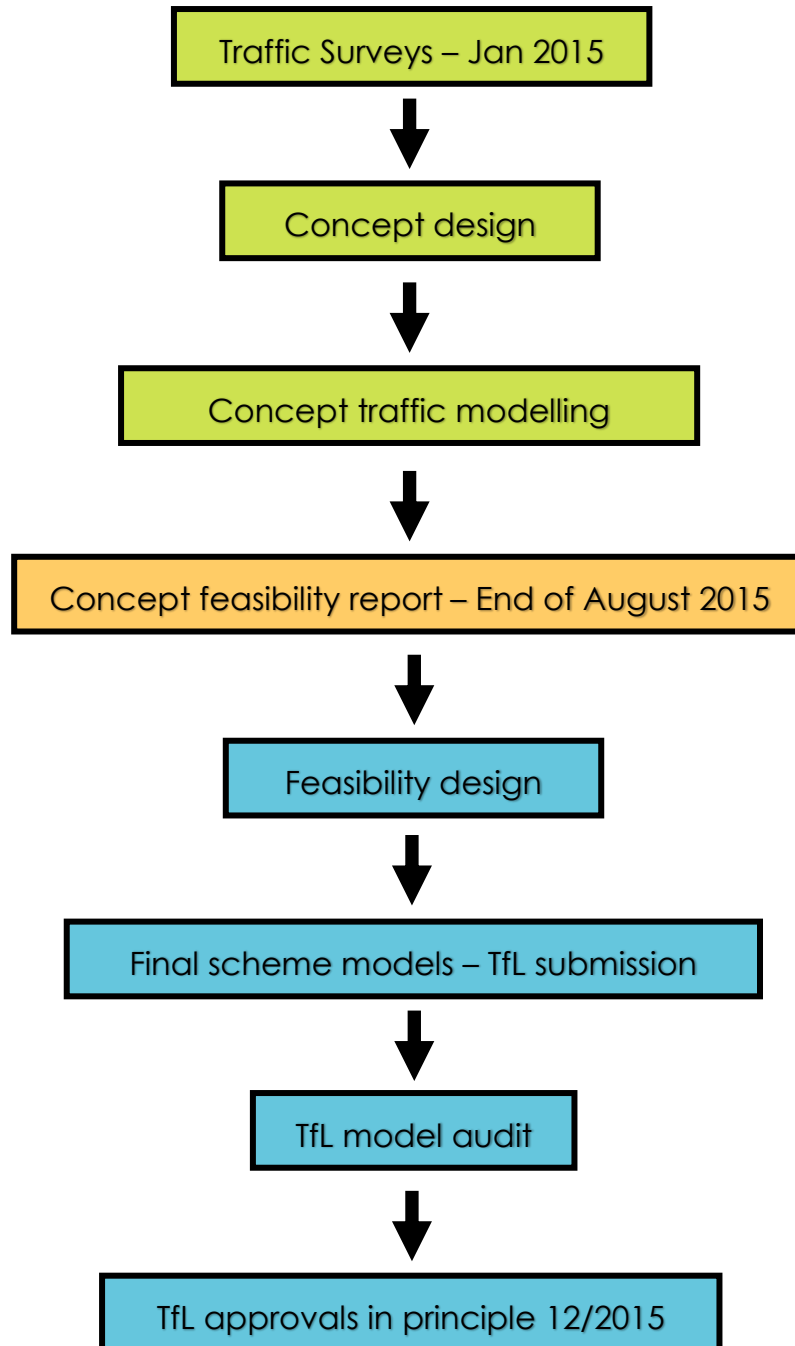 Traffic Surveys – Jan 2015
Concept design
Concept traffic modelling
Concept feasibility report – End of August 2015
Feasibility design
Final scheme models – TfL submission
TfL model audit
TfL approvals in principle 12/2015